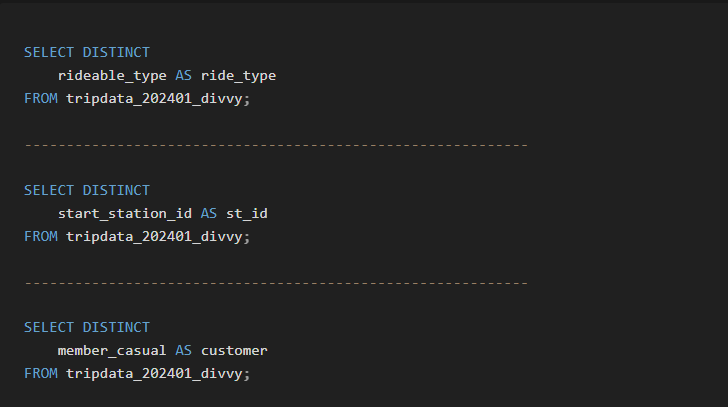 SELECT DISTINCT
    rideable_type AS ride_type
FROM tripdata_202401_divvy;
------------------------------------------------------------
SELECT DISTINCT
    start_station_id AS st_id
FROM tripdata_202401_divvy;
------------------------------------------------------------
SELECT DISTINCT
    member_casual AS customer
FROM tripdata_202401_divvy;